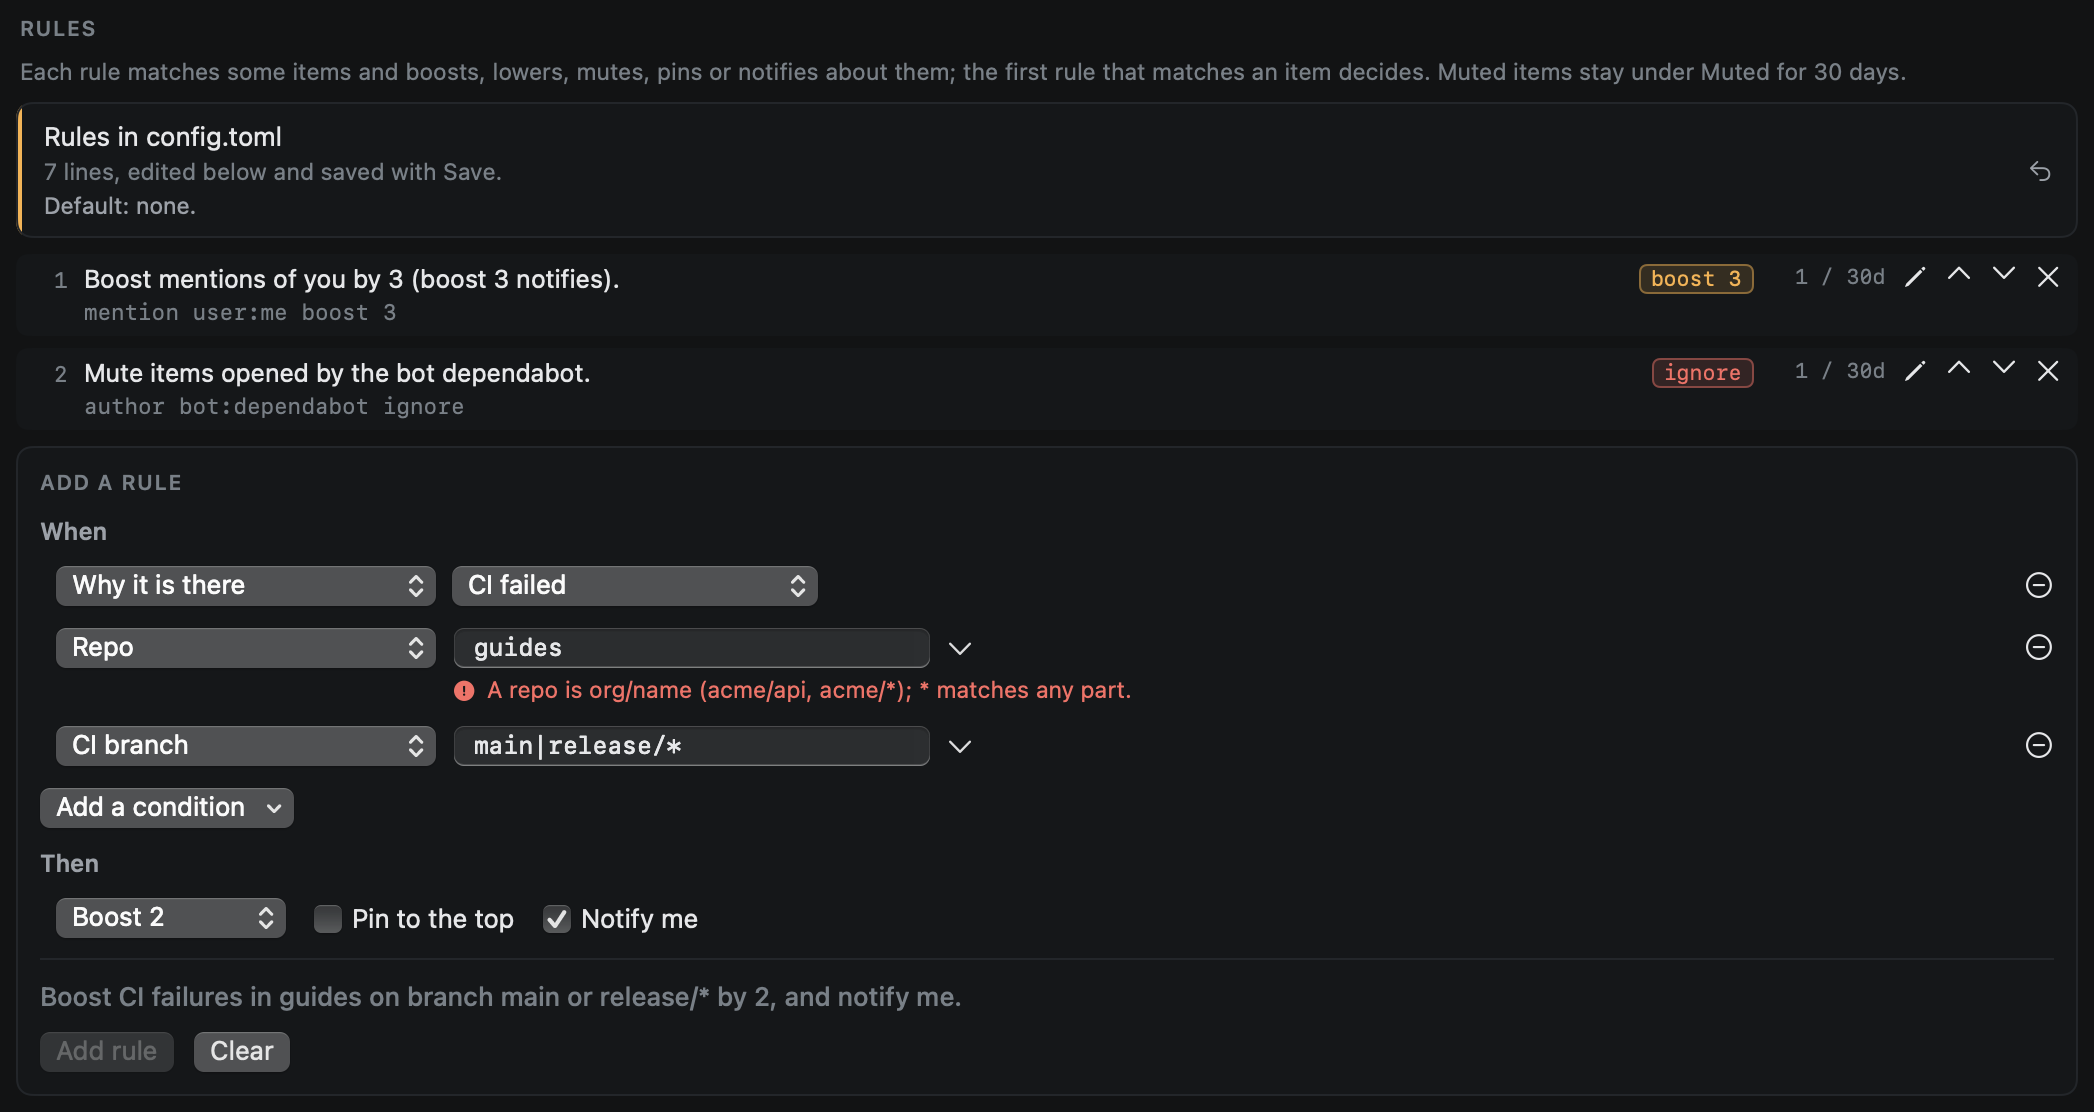 RULES
Each rule matches some items and boosts, lowers, mutes, pins or notifies about them; the first rule that matches an item decides. Muted items stay under Muted for 30 days.
Rules in config.toml
7 lines, edited below and saved with Save.
Default: none.
1 Boost mentions of you by 3 (boost 3 notifies). boost 3 1 / 30d
mention user:me boost 3
2 Mute items opened by the bot dependabot. ignore 1 / 30d
author bot:dependabot ignore
ADD A RULE
When
Why it is there CI failed
Repo guides
A repo is org/name (acme/api, acme/*); * matches any part.
CI branch main|release/*
Add a condition
Then
Boost 2 Pin to the top Notify me
Boost CI failures in guides on branch main or release/* by 2, and notify me.
Add rule Clear